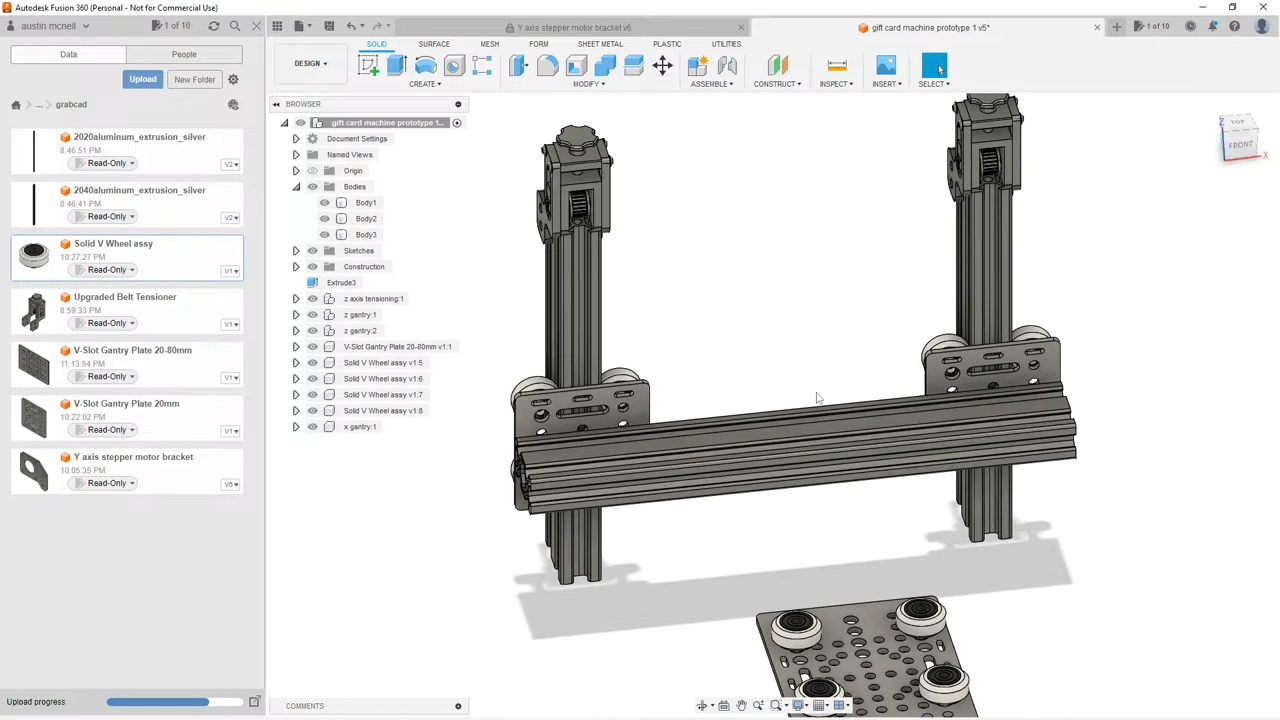 Autodesk Fusion 360 (Personal - Not for Commercial Use)
austin mcneil
1 of 10
Y axis stepper motor bracket v6
gift card machine prototype 1 v5*
1 of 10
Data
People
SOLID
SURFACE
MESH
FORM
SHEET METAL
PLASTIC
UTILITIES
DESIGN
Upload
New Folder
CREATE
MODIFY
ASSEMBLE
CONSTRUCT
INSPECT
INSERT
SELECT
...
grabcad
BROWSER
gift card machine prototype 1...
2020aluminum_extrusion_silver
8:46:51 PM
Read-Only
V2
2040aluminum_extrusion_silver
8:46:41 PM
Read-Only
V2
Solid V Wheel assy
10:27:27 PM
Read-Only
V1
Upgraded Belt Tensioner
8:59:33 PM
Read-Only
V1
V-Slot Gantry Plate 20-80mm
11:13:54 PM
Read-Only
V1
V-Slot Gantry Plate 20mm
10:22:02 PM
Read-Only
V1
Y axis stepper motor bracket
10:05:35 PM
Read-Only
V6
Document Settings
Named Views
Origin
Bodies
Body1
Body2
Body3
Sketches
Construction
Extrude3
z axis tensioning:1
z gantry:1
z gantry:2
V-Slot Gantry Plate 20-80mm v1:1
Solid V Wheel assy v1:5
Solid V Wheel assy v1:6
Solid V Wheel assy v1:7
Solid V Wheel assy v1:8
x gantry:1
Z
TOP
FRONT
X
Upload progress
COMMENTS